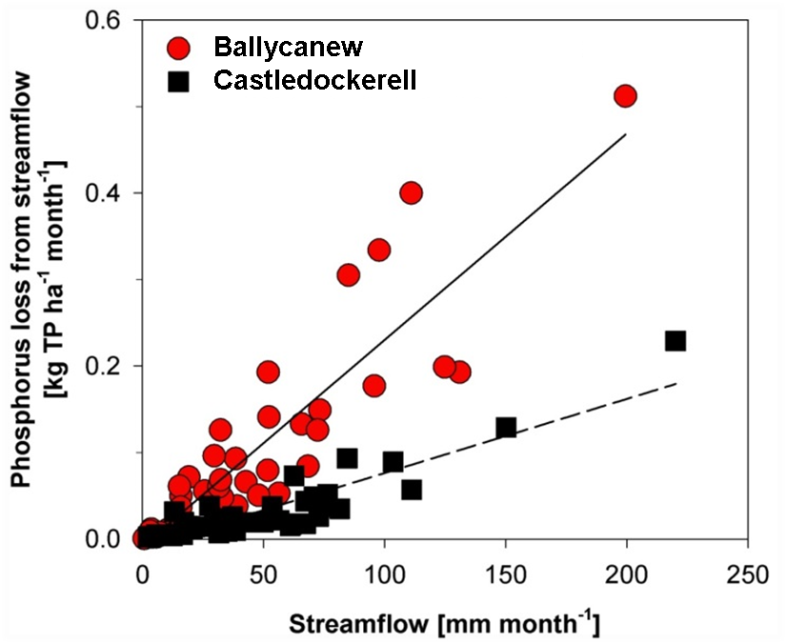 0.6
Ballycanew
Castledockerell
0.4
0.2
0.0
0 50 100 150 200 250
Phosphorus loss from streamflow
[kg TP ha⁻¹ month⁻¹]
Streamflow [mm month⁻¹]